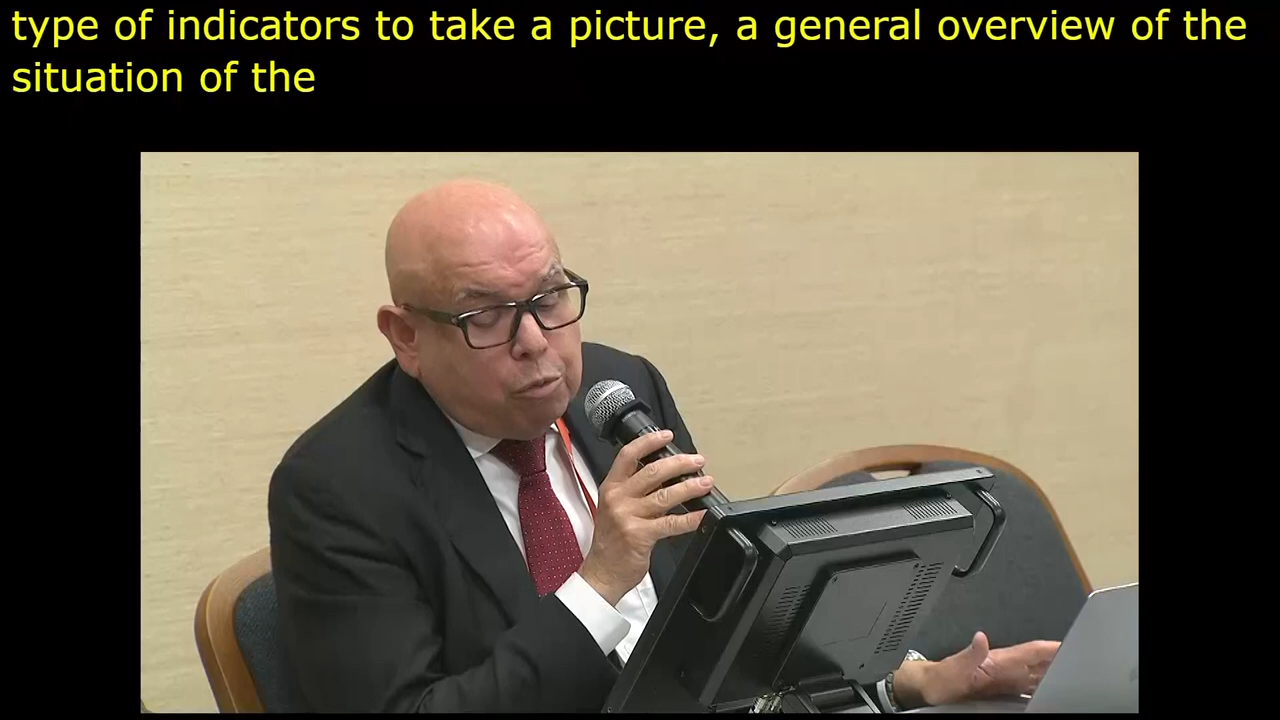 type of indicators to take a picture, a general overview of the
situation of the